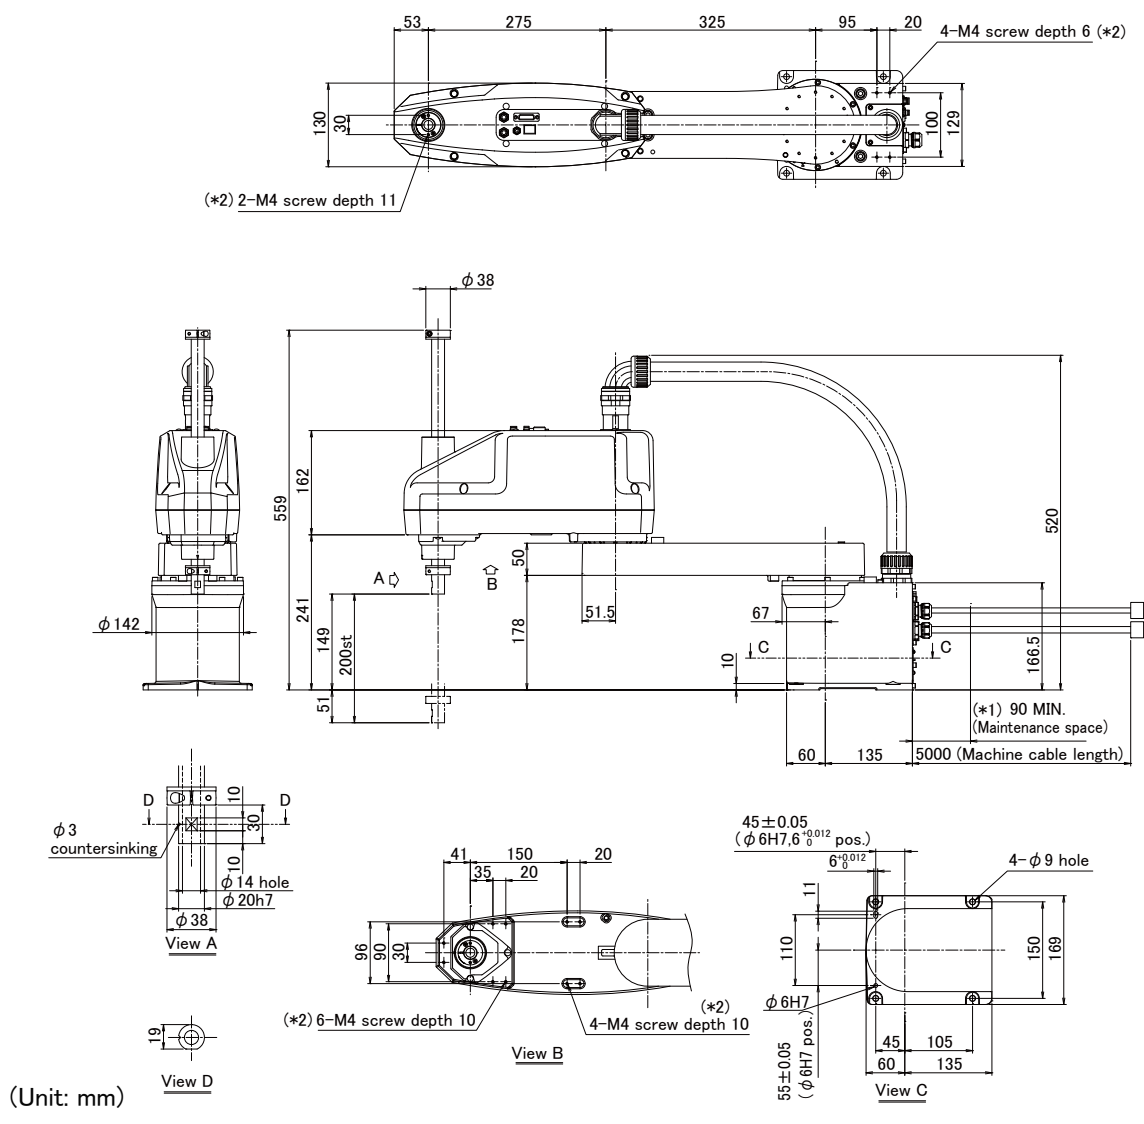 53
275
325
95
20
4-M4 screw depth 6 (*2)
130
30
100
129
(*2) 2-M4 screw depth 11
φ38
559
162
241
149
200st
51
φ142
A
B
50
178
51.5
67
10
C
C
520
166.5
(*1) 90 MIN.
(Maintenance space)
60
135
5000 (Machine cable length)
D
D
10
30
10
φ3
countersinking
φ14 hole
φ20h7
φ38
View A
19
View D
(Unit: mm)
41
150
20
35
20
96
90
30
(*2) 6-M4 screw depth 10
(*2)
4-M4 screw depth 10
View B
45±0.05
(φ6H7,6 +0.012 0 pos.)
6 +0.012 0
4-φ9 hole
11
110
150
169
φ6H7
55±0.05
(φ6H7 pos.)
45
105
60
135
View C